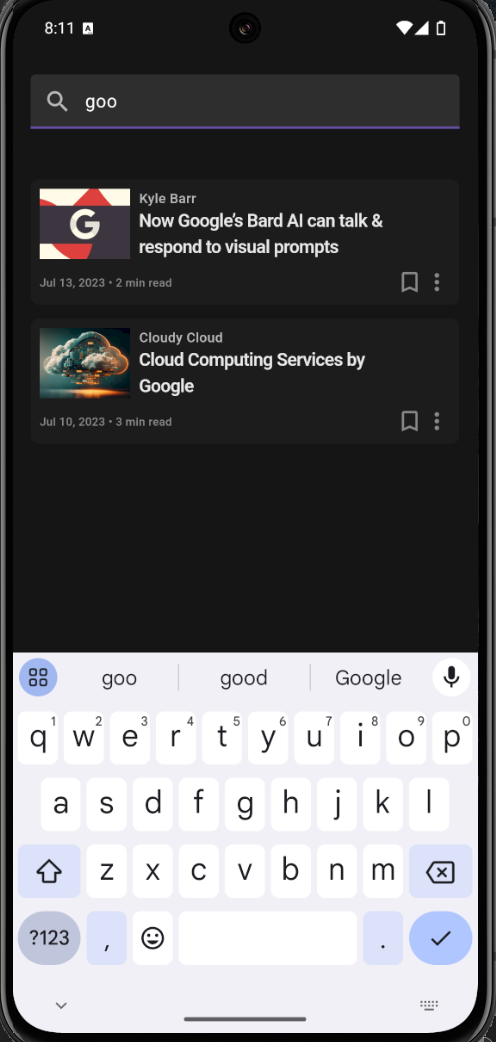 8:11 A
goo
G
Kyle Barr
Now Google's Bard AI can talk &
respond to visual prompts
Jul 13, 2023 • 2 min read
Cloudy Cloud
Cloud Computing Services by
Google
Jul 10, 2023 • 3 min read
goo good Google
q1 w2 e3 r4 t5 y6 u7 i8 o9 p0
a s d f g h j k l
z x c v b n m
?123 , .